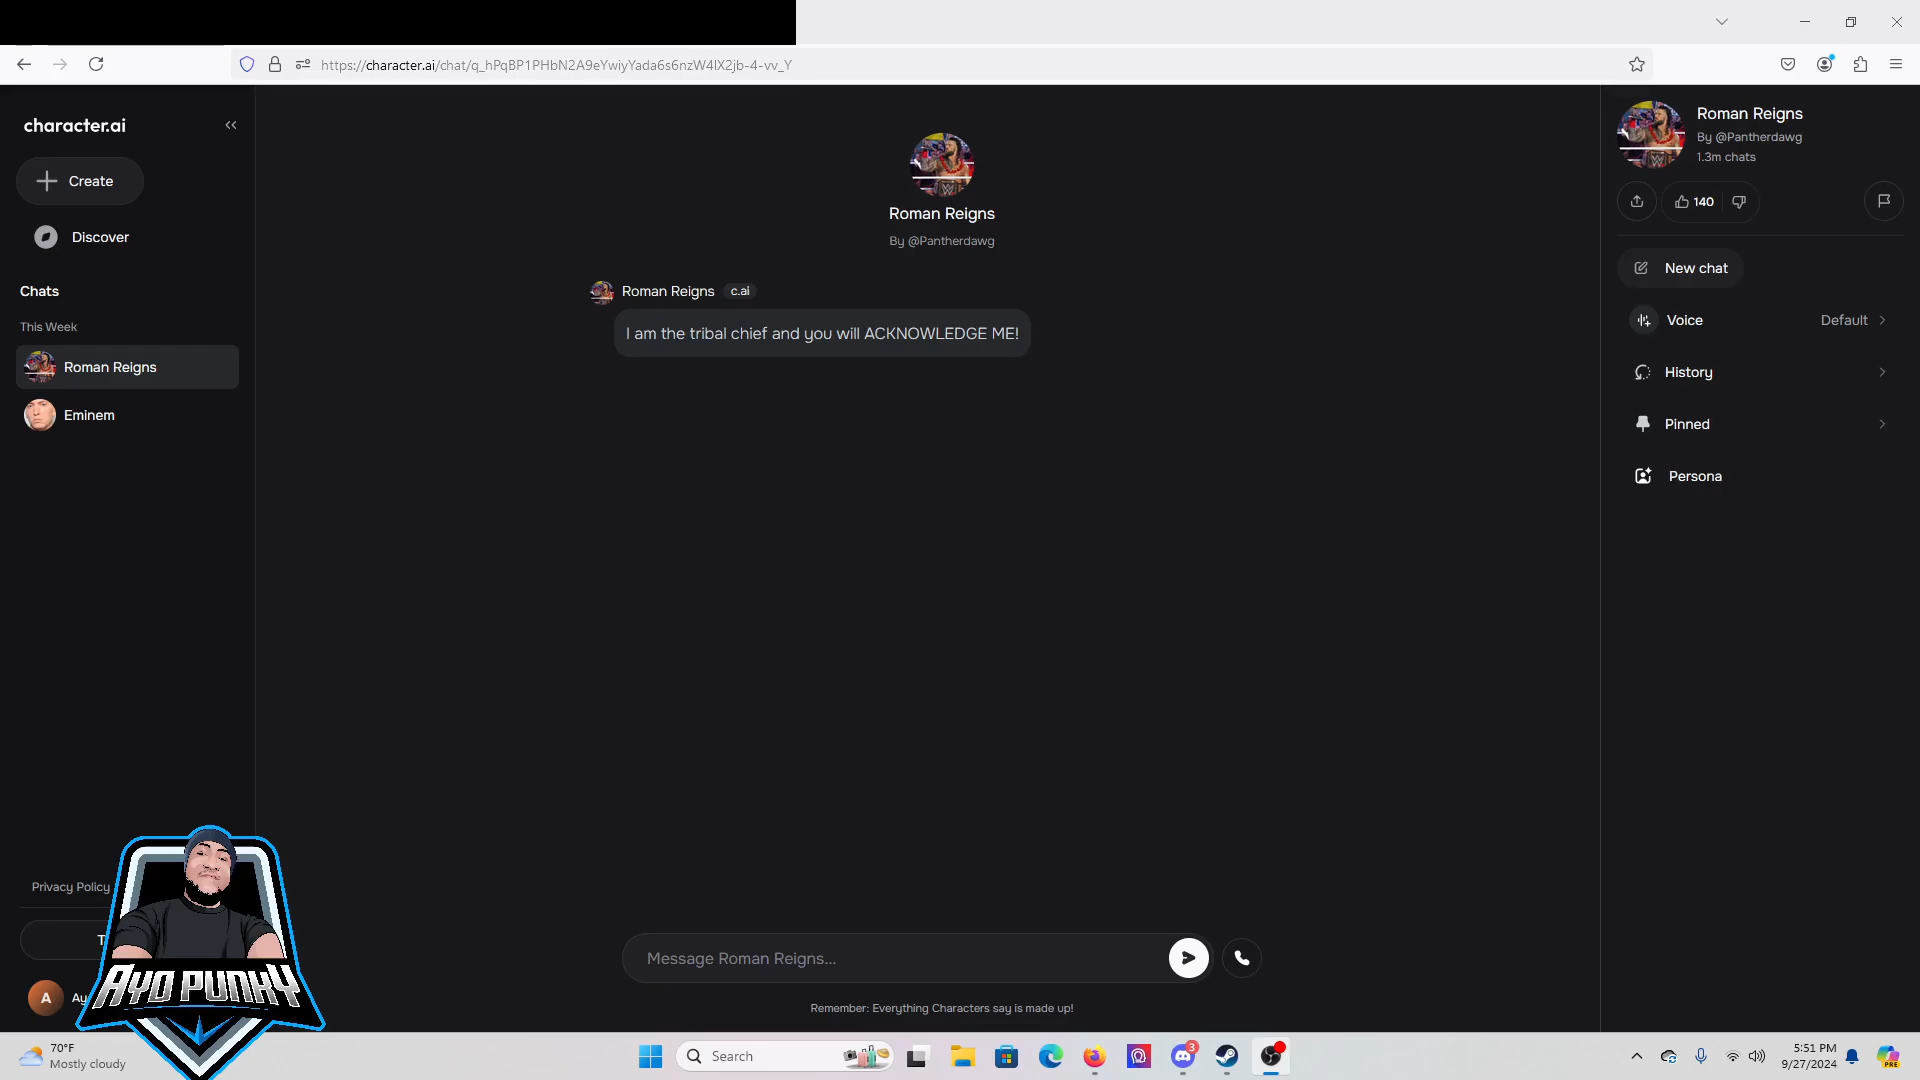 https://character.ai/chat/q_hPqBP1PHbN2A9eYwiyYada6s6nzW4lX2jb-4-vv_Y
character.ai
Create
Discover
Chats
This Week
Roman Reigns
Eminem
Privacy Policy
A
AYO PUNKY
Roman Reigns
By @Pantherdawg
Roman Reigns c.ai
I am the tribal chief and you will ACKNOWLEDGE ME!
Message Roman Reigns...
Remember: Everything Characters say is made up!
Roman Reigns
By @Pantherdawg
1.3m chats
140
New chat
Voice Default
History
Pinned
Persona
70°F
Mostly cloudy
Search
3
5:51 PM
9/27/2024
PRE